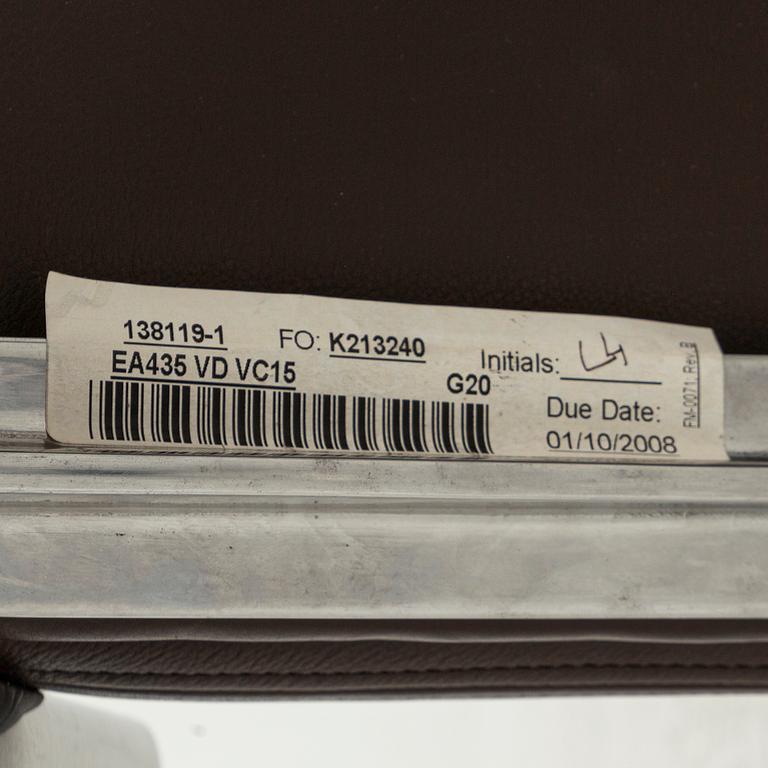 138119-1 FO: K213240
EA435 VD VC15
Initials:
G20
Due Date:
01/10/2008
FM-0071, Rev. B